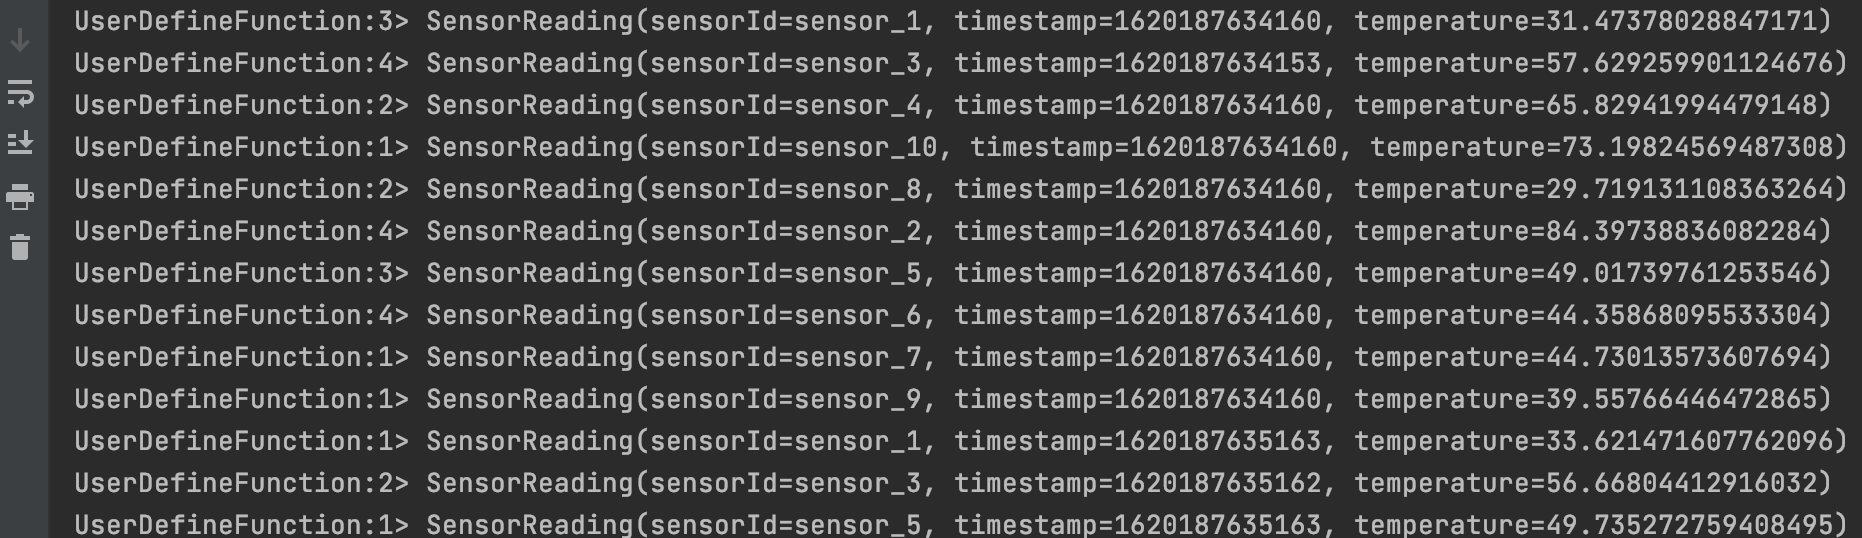 UserDefineFunction:3> SensorReading(sensorId=sensor_1, timestamp=1620187634160, temperature=31.47378028847171)
UserDefineFunction:4> SensorReading(sensorId=sensor_3, timestamp=1620187634153, temperature=57.629259901124676)
UserDefineFunction:2> SensorReading(sensorId=sensor_4, timestamp=1620187634160, temperature=65.82941994479148)
UserDefineFunction:1> SensorReading(sensorId=sensor_10, timestamp=1620187634160, temperature=73.19824569487308)
UserDefineFunction:2> SensorReading(sensorId=sensor_8, timestamp=1620187634160, temperature=29.719131108363264)
UserDefineFunction:4> SensorReading(sensorId=sensor_2, timestamp=1620187634160, temperature=84.39738836082284)
UserDefineFunction:3> SensorReading(sensorId=sensor_5, timestamp=1620187634160, temperature=49.01739761253546)
UserDefineFunction:4> SensorReading(sensorId=sensor_6, timestamp=1620187634160, temperature=44.35868095533304)
UserDefineFunction:1> SensorReading(sensorId=sensor_7, timestamp=1620187634160, temperature=44.73013573607694)
UserDefineFunction:1> SensorReading(sensorId=sensor_9, timestamp=1620187634160, temperature=39.55766446472865)
UserDefineFunction:1> SensorReading(sensorId=sensor_1, timestamp=1620187635163, temperature=33.621471607762096)
UserDefineFunction:2> SensorReading(sensorId=sensor_3, timestamp=1620187635162, temperature=56.66804412916032)
UserDefineFunction:1> SensorReading(sensorId=sensor_5, timestamp=1620187635163, temperature=49.735272759408495)